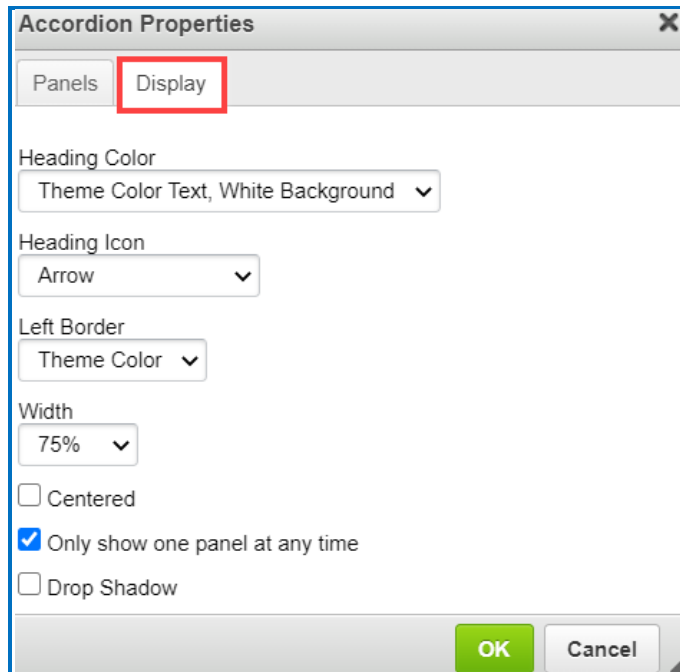 Accordion Properties
Panels Display
Heading Color
Theme Color Text, White Background
Heading Icon
Arrow
Left Border
Theme Color
Width
75%
Centered
Only show one panel at any time
Drop Shadow
OK Cancel